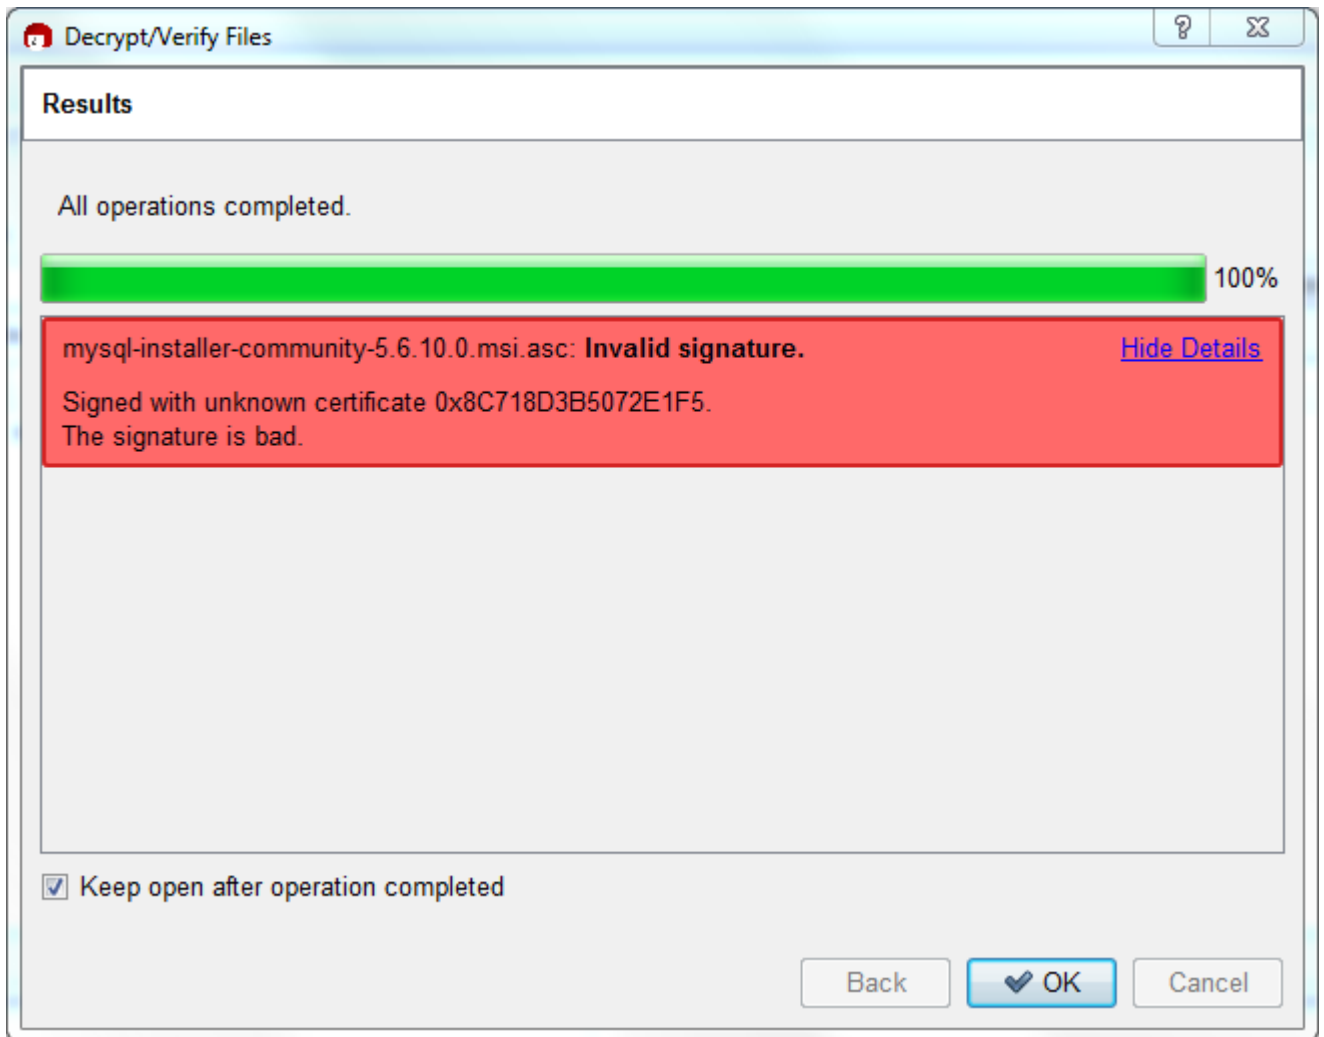 Decrypt/Verify Files
Results
All operations completed.
100%
mysql-installer-community-5.6.10.0.msi.asc: Invalid signature. Hide Details
Signed with unknown certificate 0x8C718D3B5072E1F5.
The signature is bad.
Keep open after operation completed
Back OK Cancel